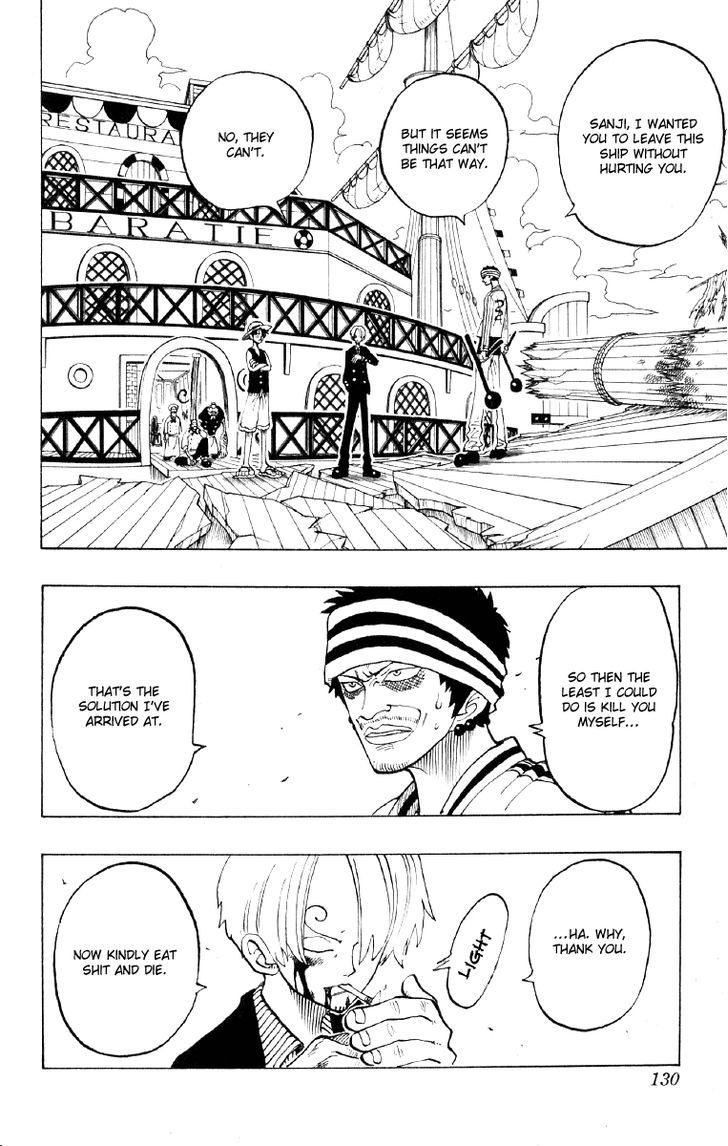 SANJI, I WANTED
YOU TO LEAVE THIS
SHIP WITHOUT
HURTING YOU.
BUT IT SEEMS
THINGS CAN'T
BE THAT WAY.
NO, THEY
CAN'T.
RESTAURA
BARATIE
SO THEN THE
LEAST I COULD
DO IS KILL YOU
MYSELF...
THAT'S THE
SOLUTION I'VE
ARRIVED AT.
...HA. WHY,
THANK YOU.
LIGHT
NOW KINDLY EAT
SHIT AND DIE.
130